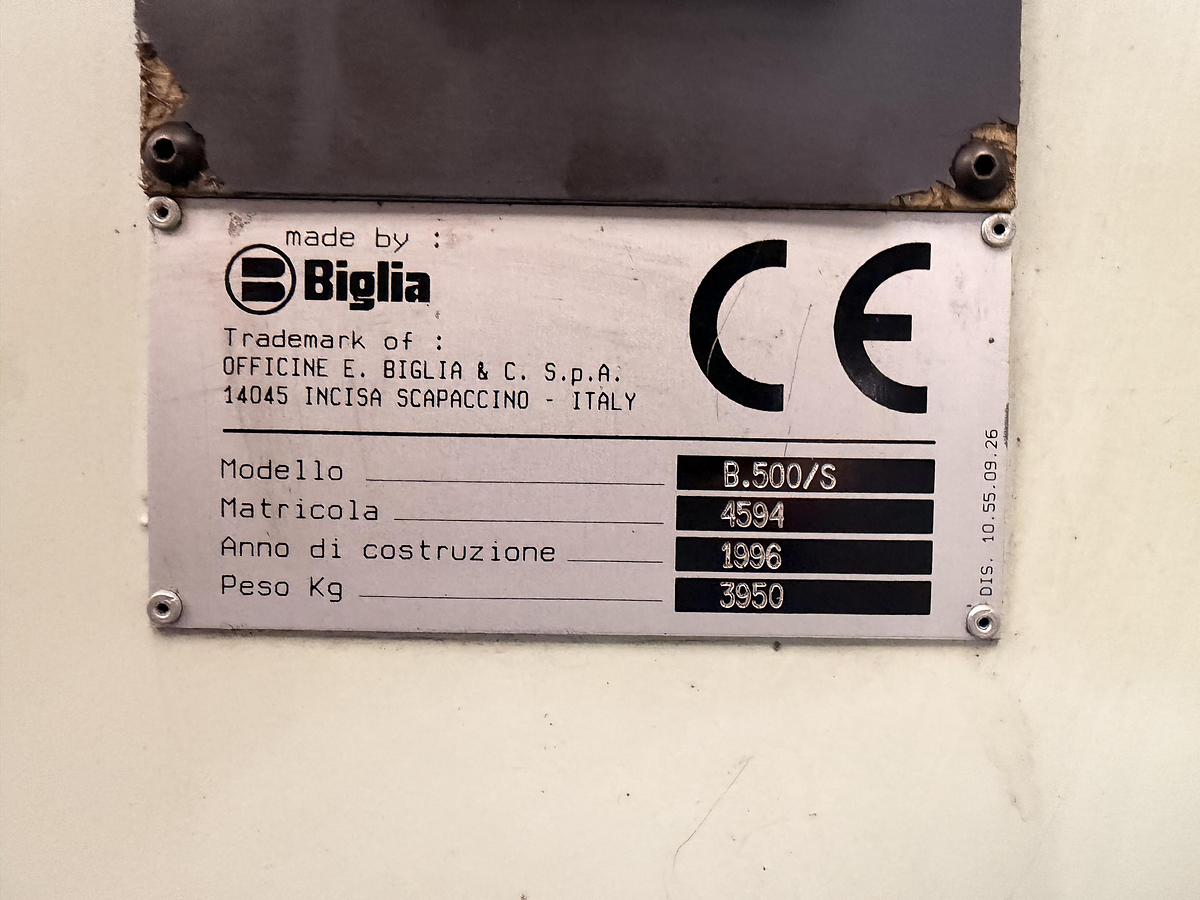 made by :
Biglia
CE
Trademark of :
OFFICINE E. BIGLIA & C. S.p.A.
14045 INCISA SCAPACCINO - ITALY
Modello B.500/S
Matricola 4594
Anno di costruzione 1996
Peso Kg 3950
DIS. 10.55.09.26